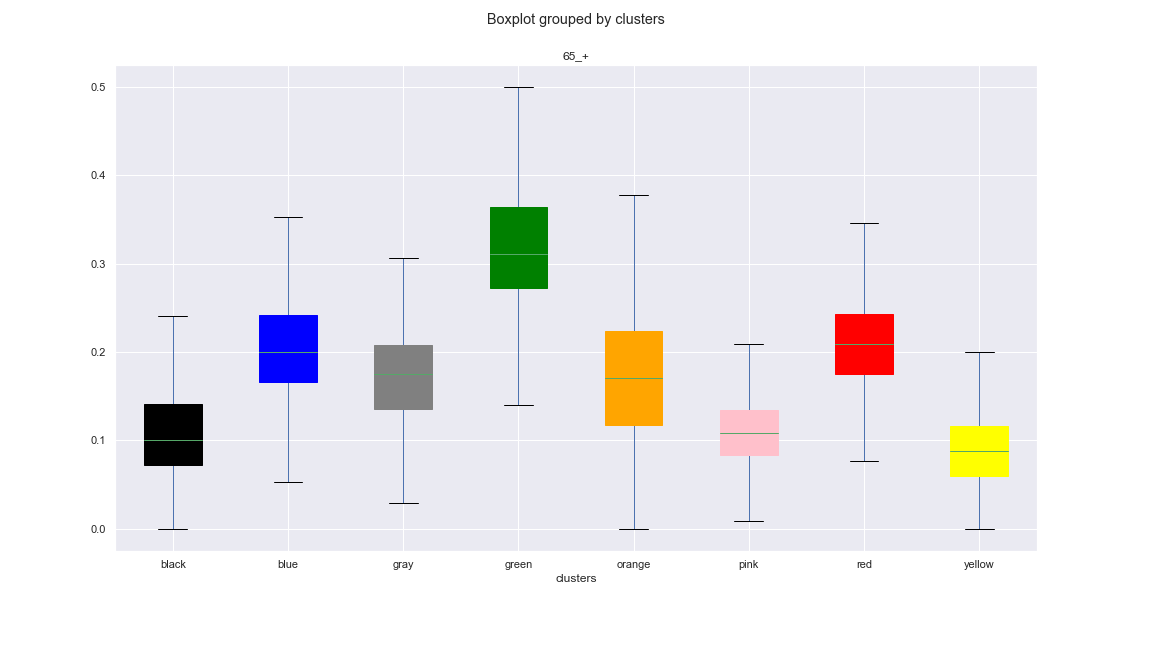 Boxplot grouped by clusters
65_+
0.5
0.4
0.3
0.2
0.1
0.0
black blue gray green orange pink red yellow
clusters